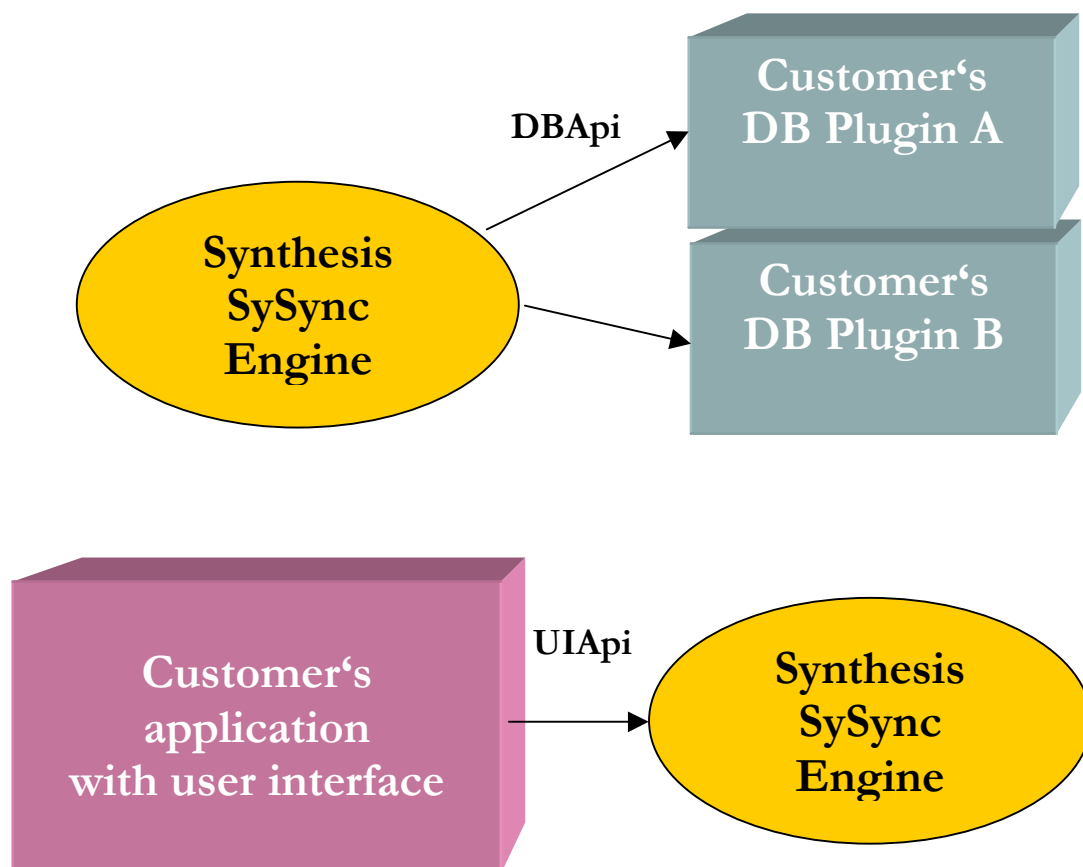 Customer‘s
DB Plugin A
DBApi
Synthesis
SySync
Engine
Customer‘s
DB Plugin B
UIApi
Customer‘s
application
with user interface
Synthesis
SySync
Engine